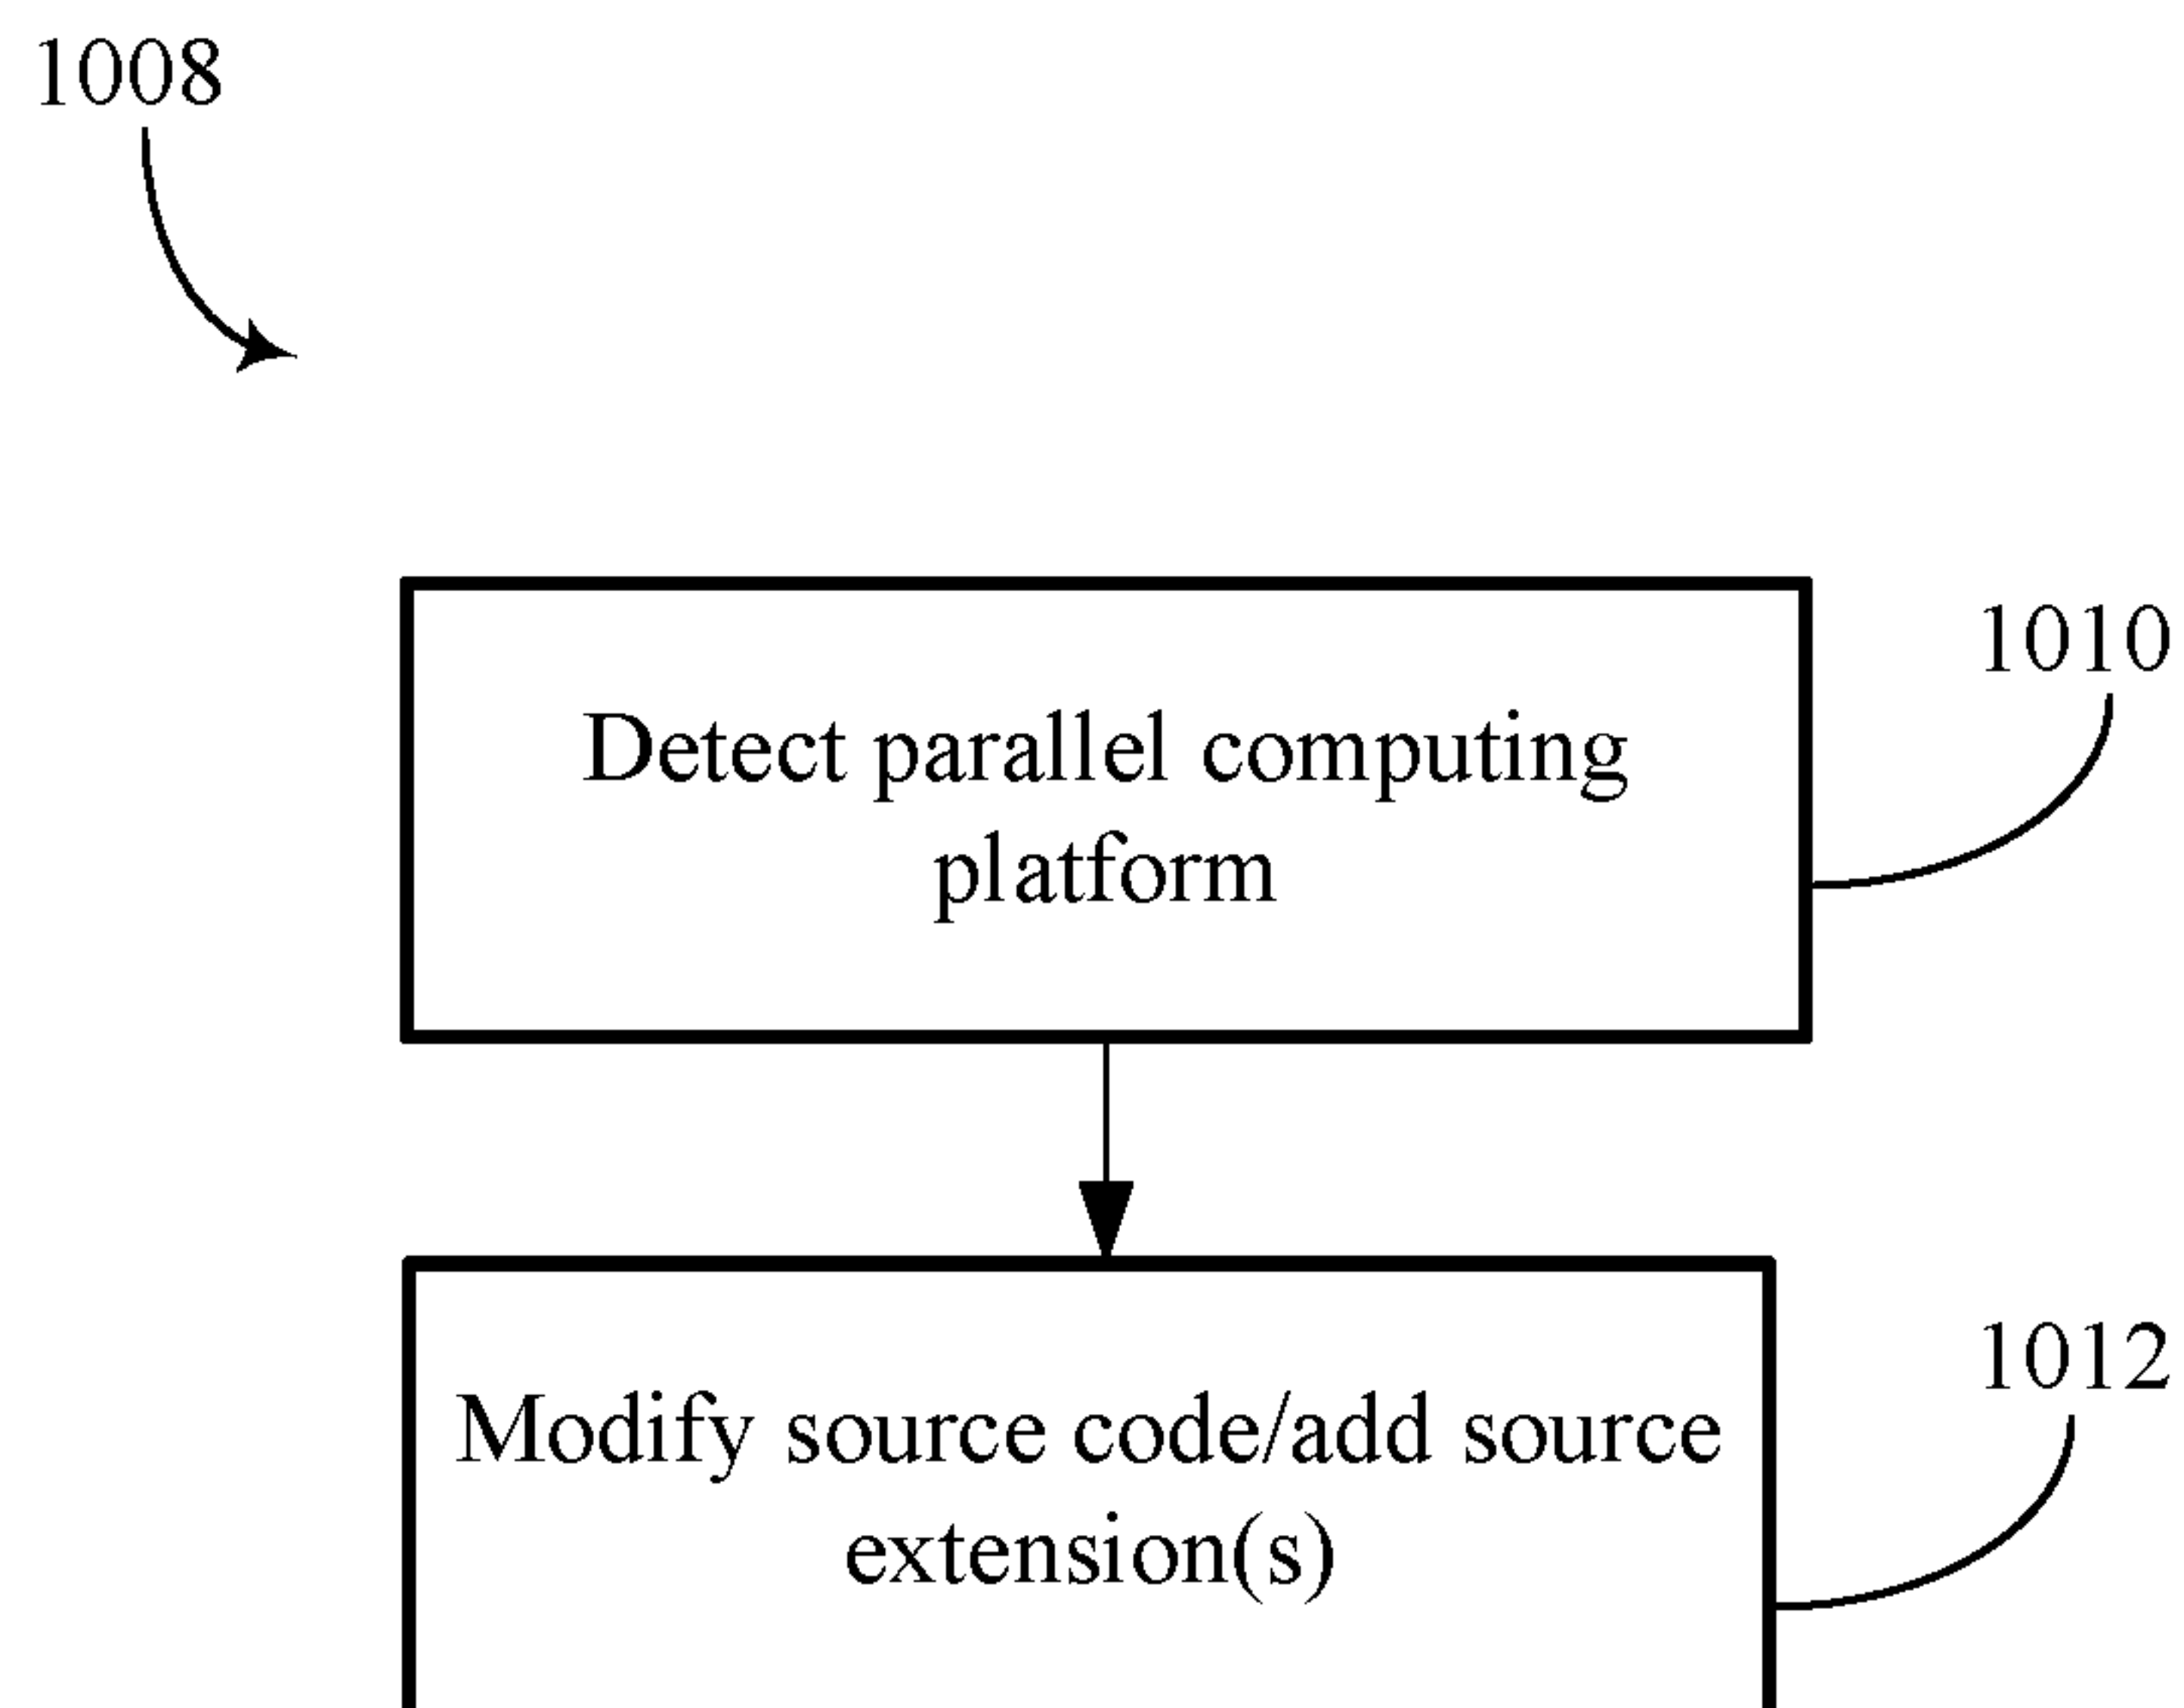 1008
1010
Detect parallel computing
platform
1012
Modify source code/add source
extension(s)